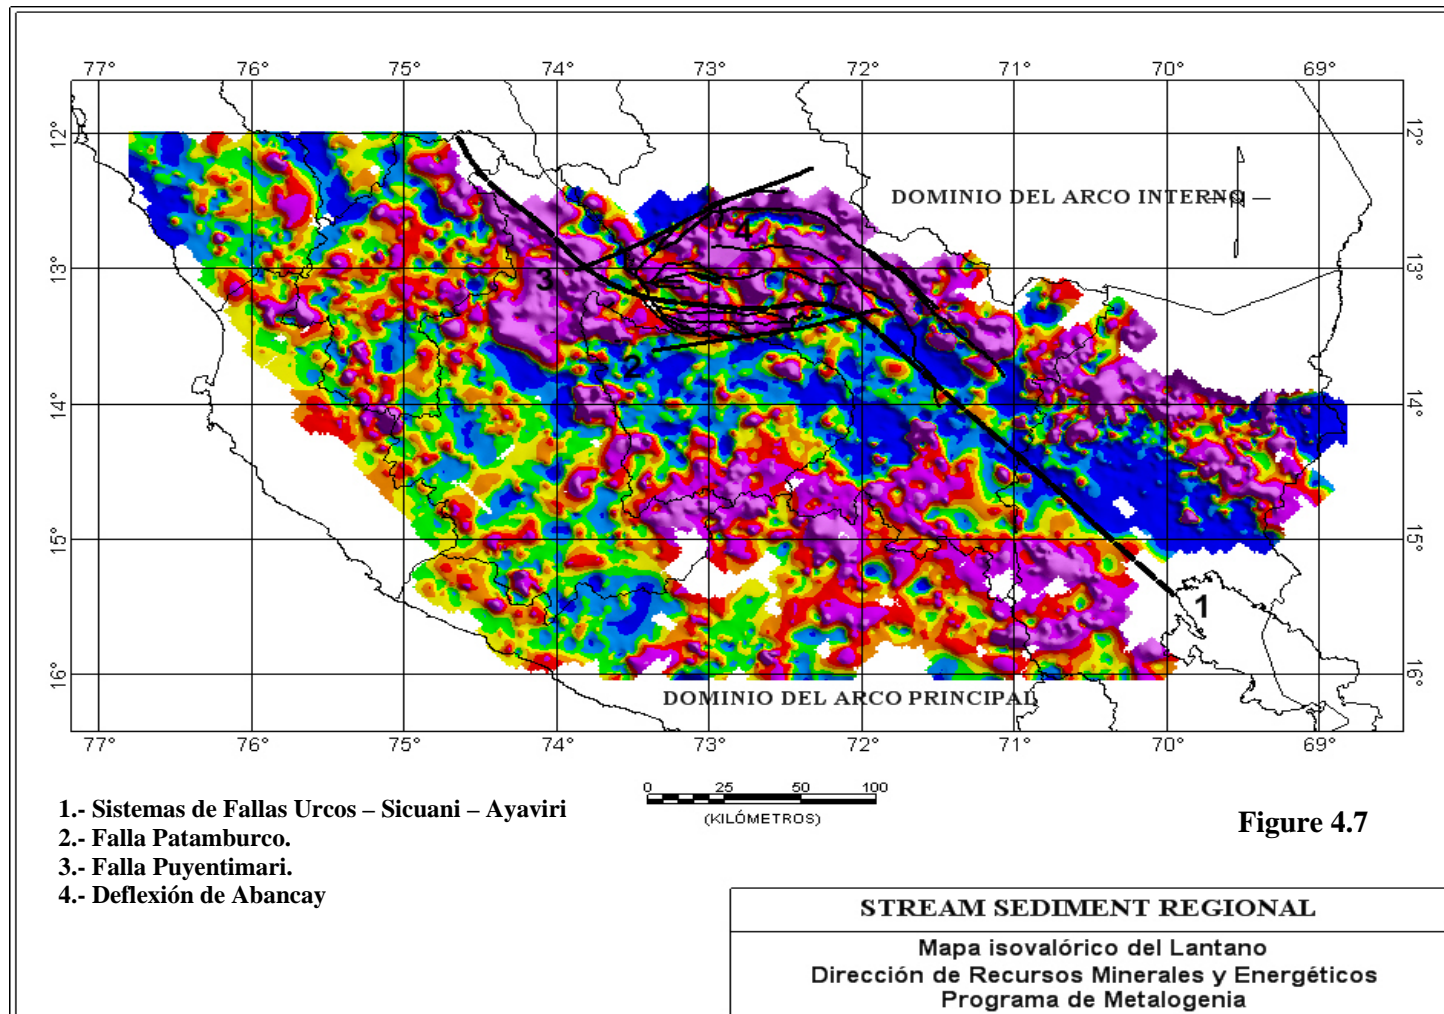 77° 76° 75° 74° 73° 72° 71° 70° 69°
12° 12°
DOMINIO DEL ARCO INTERNO
4
13° 3 13°
2
14° 14°
15° 15°
1
16° 16°
DOMINIO DEL ARCO PRINCIPAL
77° 76° 75° 74° 73° 72° 71° 70° 69°
0 25 50 100
(KILÓMETROS)
1.- Sistemas de Fallas Urcos – Sicuani – Ayaviri
2.- Falla Patamburco.
3.- Falla Puyentimari.
4.- Deflexión de Abancay
Figure 4.7
STREAM SEDIMENT REGIONAL
Mapa isovalórico del Lantano
Dirección de Recursos Minerales y Energéticos
Programa de Metalogenia